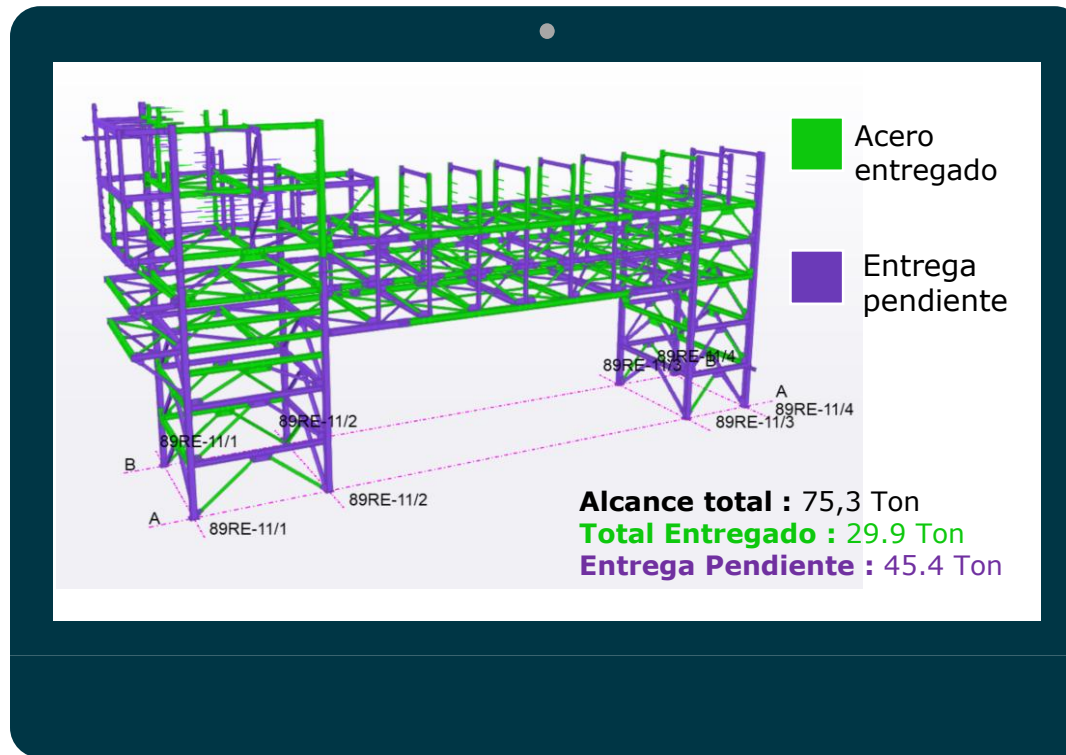 Acero
entregado
Entrega
pendiente
89RE-11/4
89RE-11/3
B
A
89RE-11/4
89RE-11/3
89RE-11/2
89RE-11/1
B
89RE-11/2
A
89RE-11/1
Alcance total : 75,3 Ton
Total Entregado : 29.9 Ton
Entrega Pendiente : 45.4 Ton